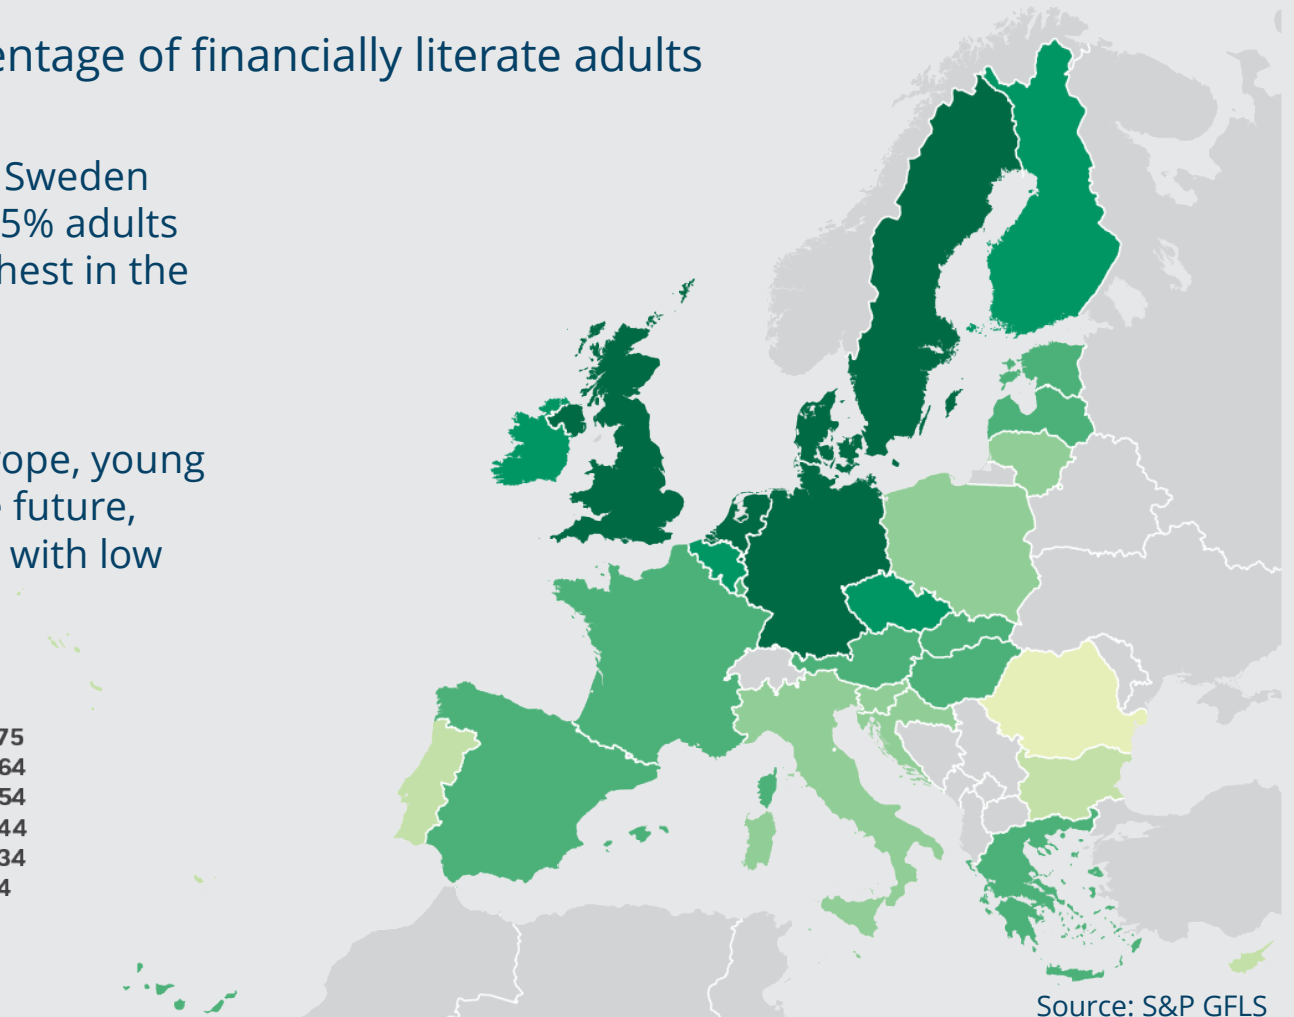 entage of financially literate adults
Sweden
5% adults
hest in the
rope, young
e future,
with low
75
64
54
44
34
4
Source: S&P GFLS